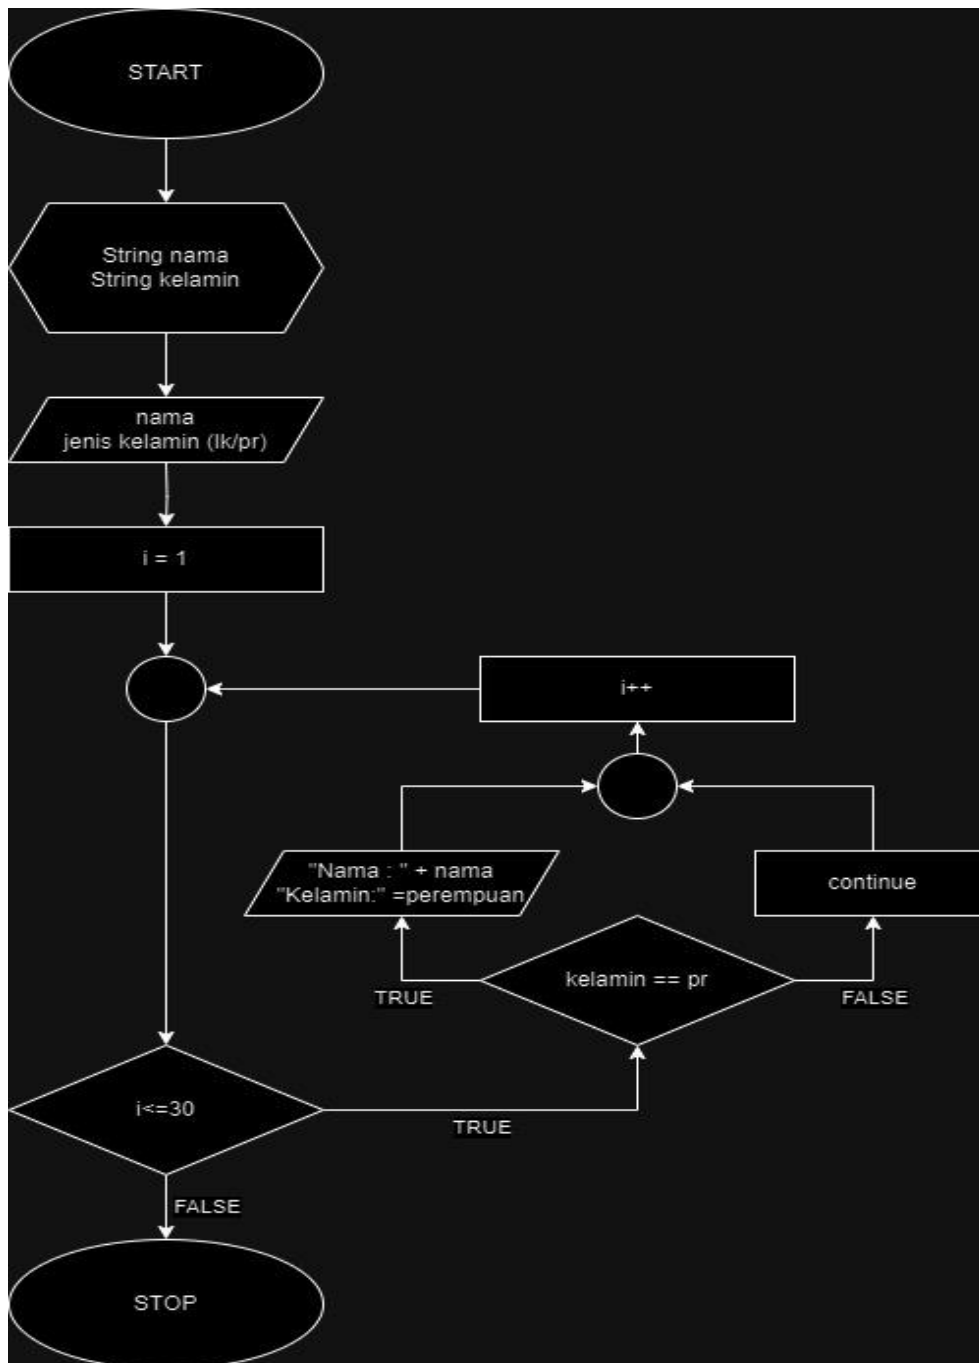 START
String nama
String kelamin
nama
jenis kelamin (lk/pr)
i = 1
i++
"Nama : " + nama
"Kelamin:" =perempuan
continue
kelamin == pr
TRUE
FALSE
i<=30
TRUE
FALSE
STOP